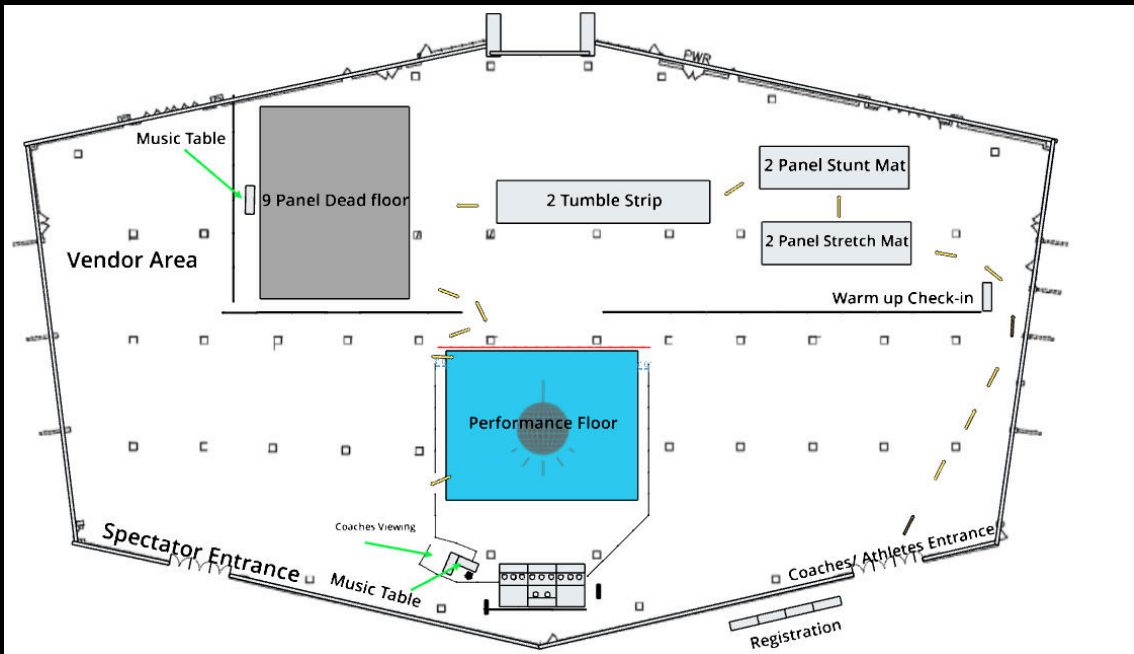 PWR
Music Table
2 Panel Stunt Mat
9 Panel Dead floor
2 Tumble Strip
2 Panel Stretch Mat
Vendor Area
Warm up Check-in
Performance Floor
Coaches Viewing
Spectator Entrance
Coaches/ Athletes Entrance
Music Table
Registration